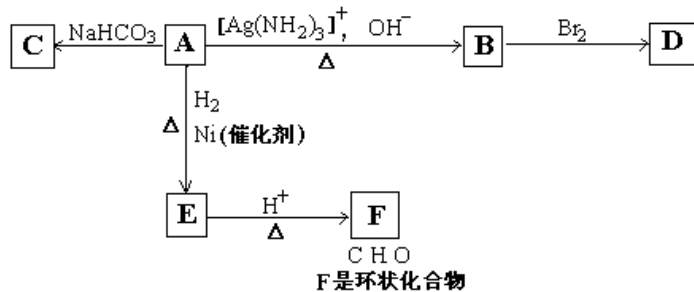 C NaHCO₃ A [Ag(NH₂)₃]⁺, OH⁻ Δ B Br₂ D
Δ H₂
Ni(催化剂)
E H⁺ Δ F
C H O
F是环状化合物